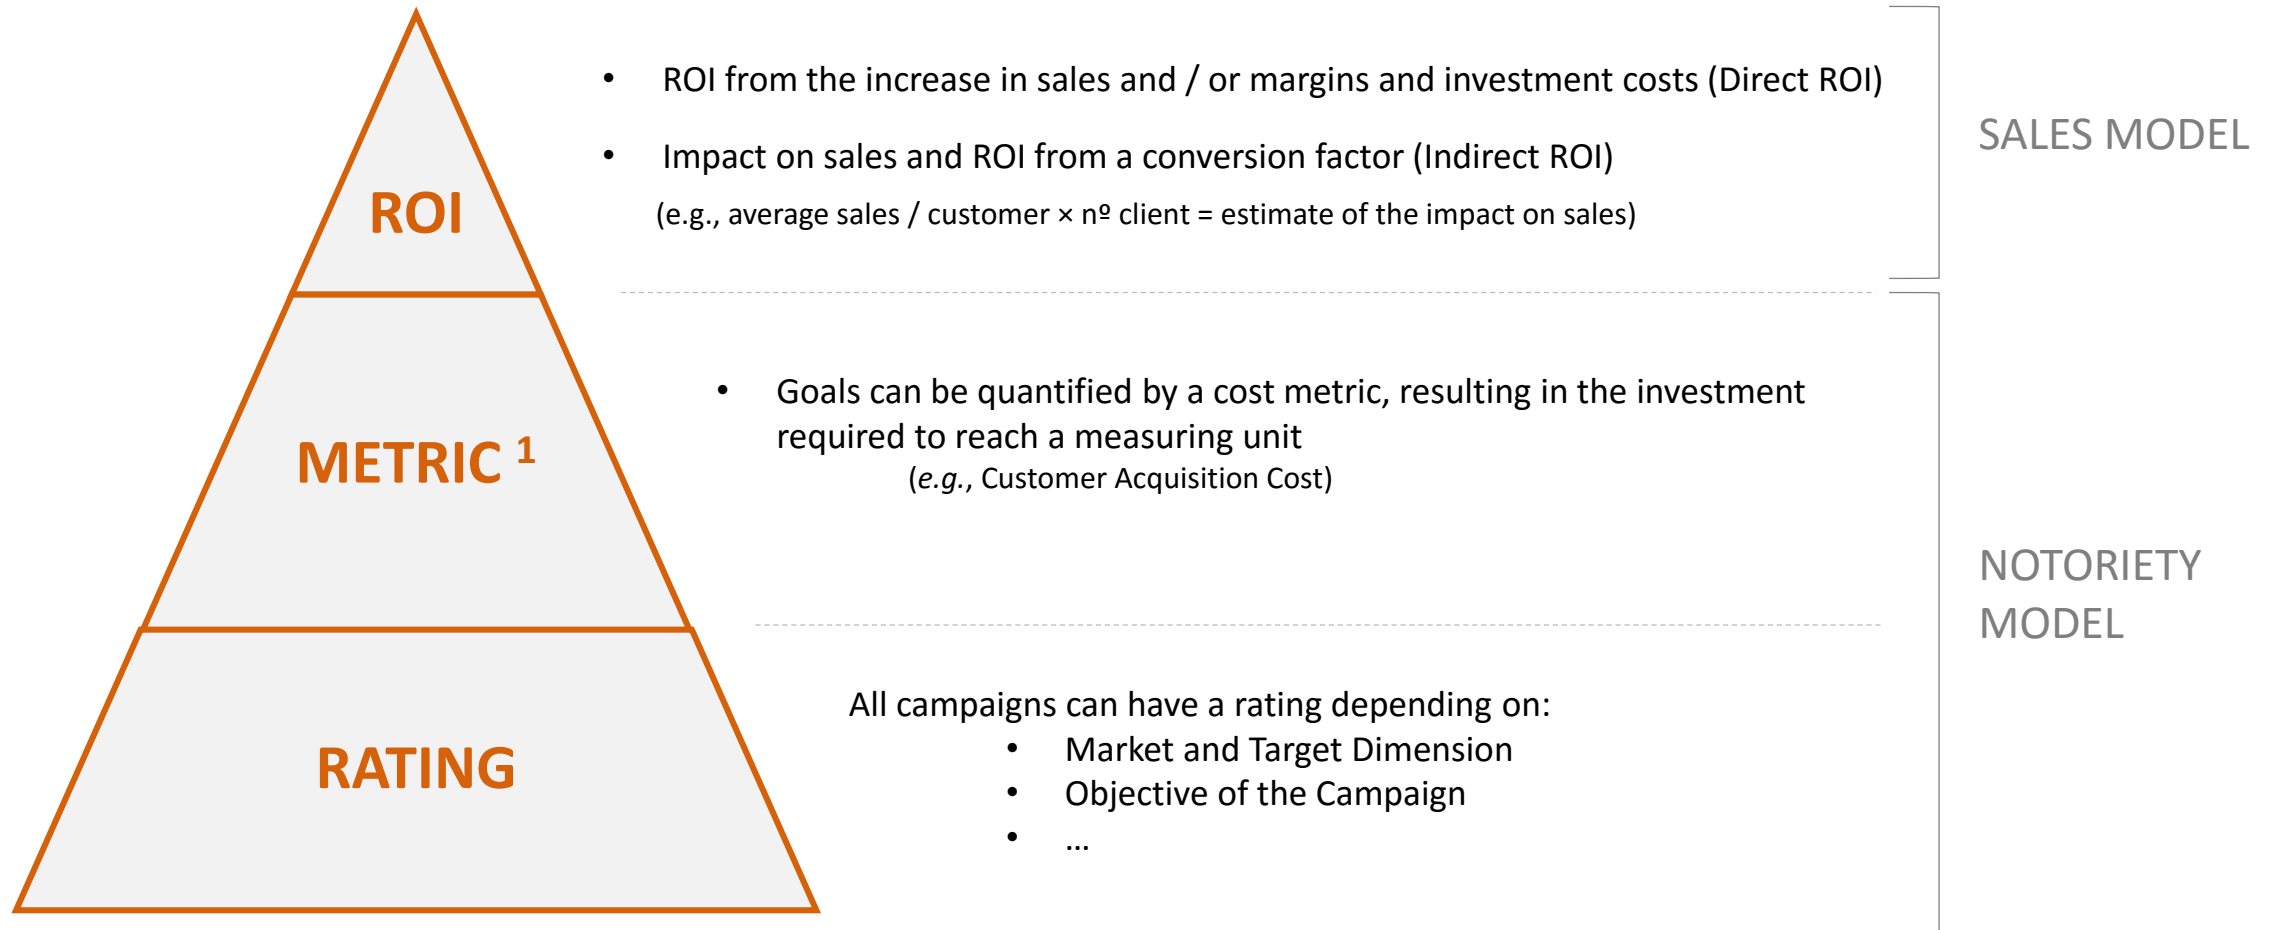 • ROI from the increase in sales and / or margins and investment costs (Direct ROI)
• Impact on sales and ROI from a conversion factor (Indirect ROI)
(e.g., average sales / customer × nº client = estimate of the impact on sales)
ROI
SALES MODEL
• Goals can be quantified by a cost metric, resulting in the investment
required to reach a measuring unit
(e.g., Customer Acquisition Cost)
METRIC ¹
NOTORIETY
MODEL
All campaigns can have a rating depending on:
• Market and Target Dimension
• Objective of the Campaign
• …
RATING